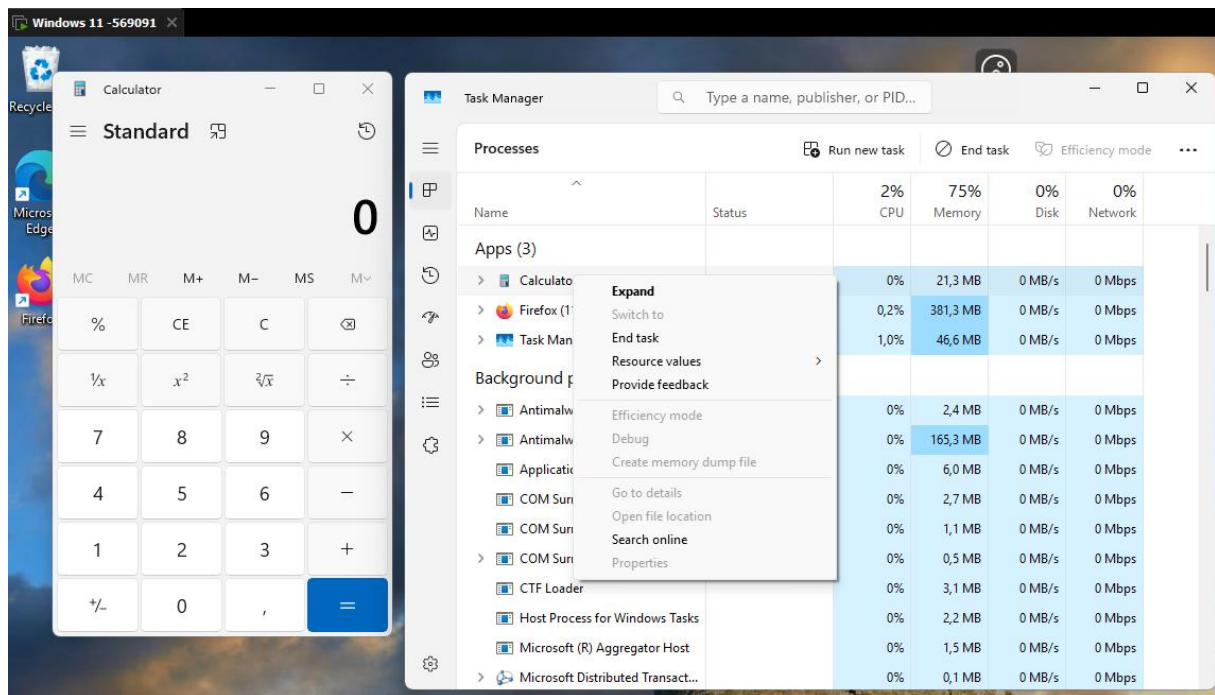 Windows 11 -569091
Recycle
Micros
Edge
Firefo
Calculator
Standard
0
MC MR M+ M− MS M
% CE C
¹/x x² ²√x ÷
7 8 9 ×
4 5 6 −
1 2 3 +
+/− 0 , =
Task Manager
Type a name, publisher, or PID...
Processes
Run new task
End task
Efficiency mode
2% 75% 0% 0%
Name Status CPU Memory Disk Network
Apps (3)
Calculato 0% 21,3 MB 0 MB/s 0 Mbps
Firefox (1 0,2% 381,3 MB 0 MB/s 0 Mbps
Task Man 1,0% 46,6 MB 0 MB/s 0 Mbps
Background p
Antimalw 0% 2,4 MB 0 MB/s 0 Mbps
Antimalw 0% 165,3 MB 0 MB/s 0 Mbps
Applicatio 0% 6,0 MB 0 MB/s 0 Mbps
COM Surr 0% 2,7 MB 0 MB/s 0 Mbps
COM Surr 0% 1,1 MB 0 MB/s 0 Mbps
COM Surr 0% 0,5 MB 0 MB/s 0 Mbps
CTF Loader 0% 3,1 MB 0 MB/s 0 Mbps
Host Process for Windows Tasks 0% 2,2 MB 0 MB/s 0 Mbps
Microsoft (R) Aggregator Host 0% 1,5 MB 0 MB/s 0 Mbps
Microsoft Distributed Transact... 0% 0,1 MB 0 MB/s 0 Mbps
Expand
Switch to
End task
Resource values
Provide feedback
Efficiency mode
Debug
Create memory dump file
Go to details
Open file location
Search online
Properties